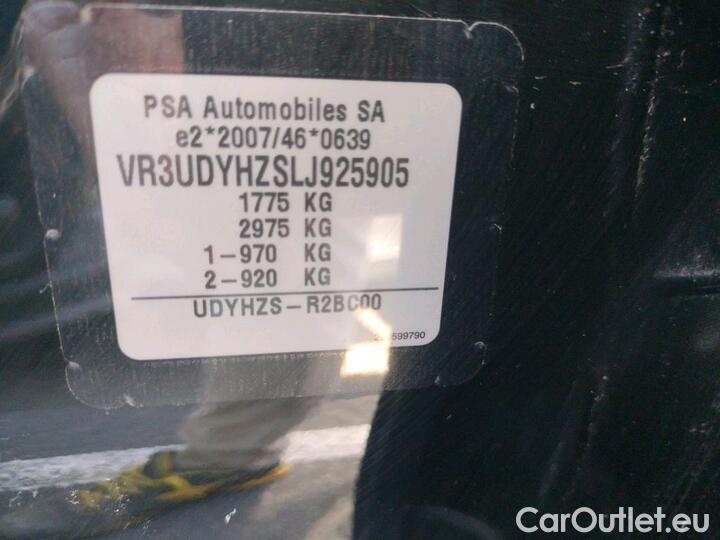 PSA Automobiles SA
e2*2007/46*0639
VR3UDYHZSLJ925905
1775 KG
2975 KG
1-970 KG
2-920 KG
UDYHZS-R2BC00
CarOutlet.eu